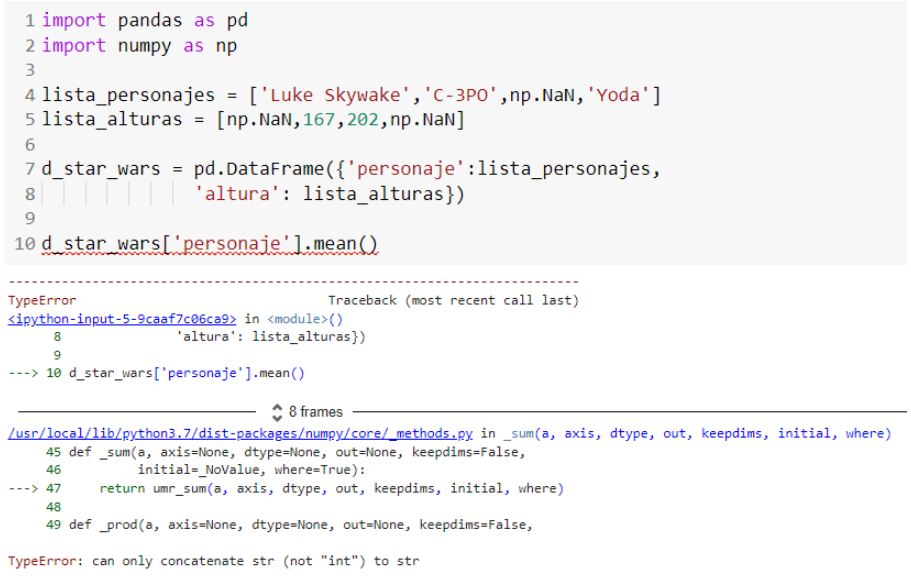 1 import pandas as pd
2 import numpy as np
3
4 lista_personajes = ['Luke Skywake','C-3PO',np.NaN,'Yoda']
5 lista_alturas = [np.NaN,167,202,np.NaN]
6
7 d_star_wars = pd.DataFrame({'personaje':lista_personajes,
8                'altura': lista_alturas})
9
10 d_star_wars['personaje'].mean()
---------------------------------------------------------------------------
TypeError                                 Traceback (most recent call last)
<ipython-input-5-9caaf7c06ca9> in <module>()
      8                'altura': lista_alturas})
      9
---> 10 d_star_wars['personaje'].mean()
8 frames
/usr/local/lib/python3.7/dist-packages/numpy/core/_methods.py in _sum(a, axis, dtype, out, keepdims, initial, where)
     45 def _sum(a, axis=None, dtype=None, out=None, keepdims=False,
     46          initial=_NoValue, where=True):
---> 47     return umr_sum(a, axis, dtype, out, keepdims, initial, where)
     48
     49 def _prod(a, axis=None, dtype=None, out=None, keepdims=False,
TypeError: can only concatenate str (not "int") to str